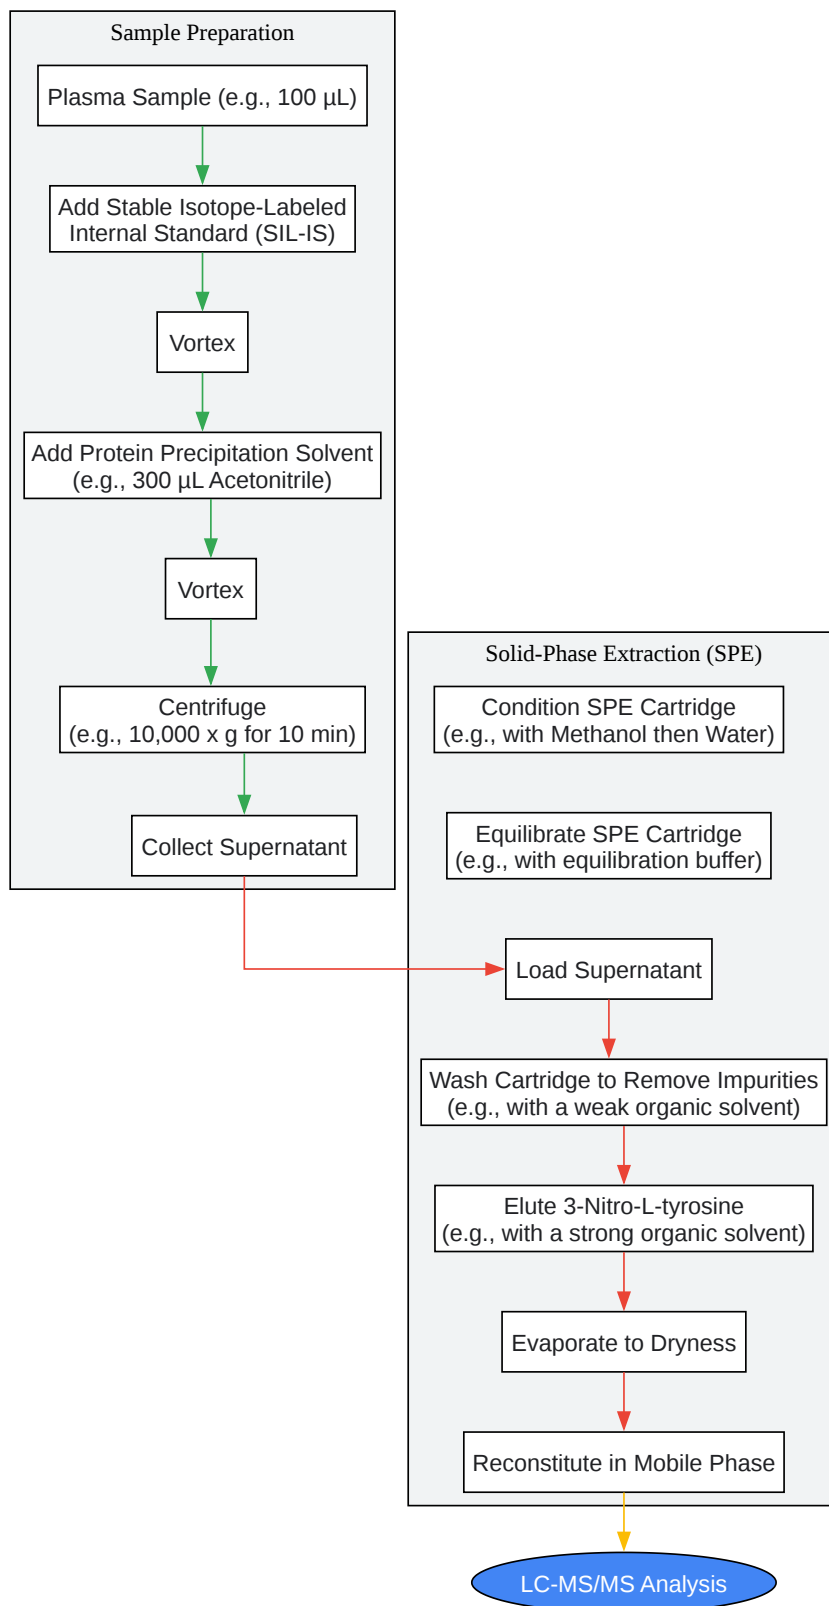 Sample Preparation
Plasma Sample (e.g., 100 µL)
Add Stable Isotope-Labeled
Internal Standard (SIL-IS)
Vortex
Add Protein Precipitation Solvent
(e.g., 300 µL Acetonitrile)
Vortex
Centrifuge
(e.g., 10,000 x g for 10 min)
Collect Supernatant
Solid-Phase Extraction (SPE)
Condition SPE Cartridge
(e.g., with Methanol then Water)
Equilibrate SPE Cartridge
(e.g., with equilibration buffer)
Load Supernatant
Wash Cartridge to Remove Impurities
(e.g., with a weak organic solvent)
Elute 3-Nitro-L-tyrosine
(e.g., with a strong organic solvent)
Evaporate to Dryness
Reconstitute in Mobile Phase
LC-MS/MS Analysis